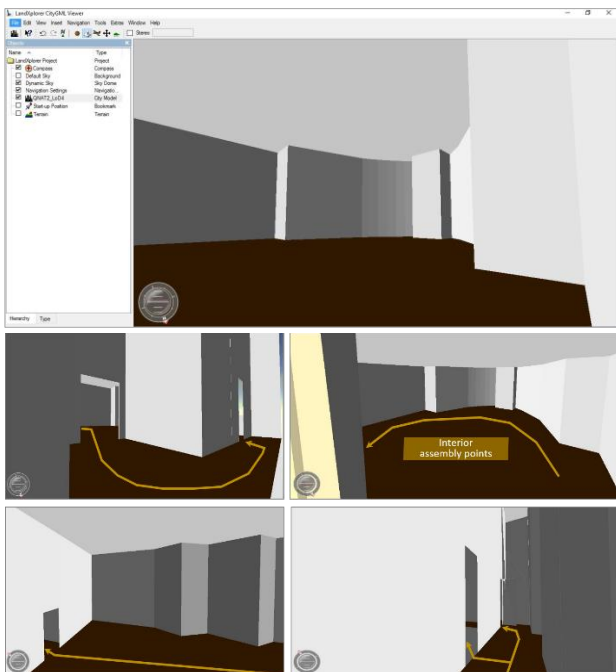 LandXplorer CityGML Viewer
File Edit View Insert Navigation Tools Extras Window Help
Stereo
Objects
Name Type
LandXplorer Project Project
Compass Compass
Default Sky Background
Dynamic Sky Sky Dome
Navigation Settings Navigatio...
City Model
Start-up Position Bookmark
Terrain Terrain
Hierarchy Type
Interior
assembly points